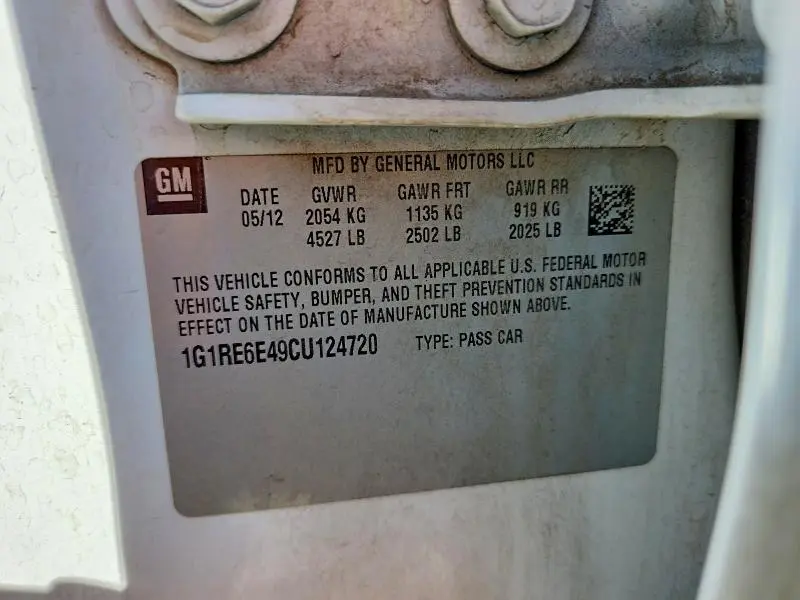 GM
MFD BY GENERAL MOTORS LLC
DATE GVWR GAWR FRT GAWR RR
05/12 2054 KG 1135 KG 919 KG
4527 LB 2502 LB 2025 LB
THIS VEHICLE CONFORMS TO ALL APPLICABLE U.S. FEDERAL MOTOR
VEHICLE SAFETY, BUMPER, AND THEFT PREVENTION STANDARDS IN
EFFECT ON THE DATE OF MANUFACTURE SHOWN ABOVE.
1G1RE6E49CU124720 TYPE: PASS CAR